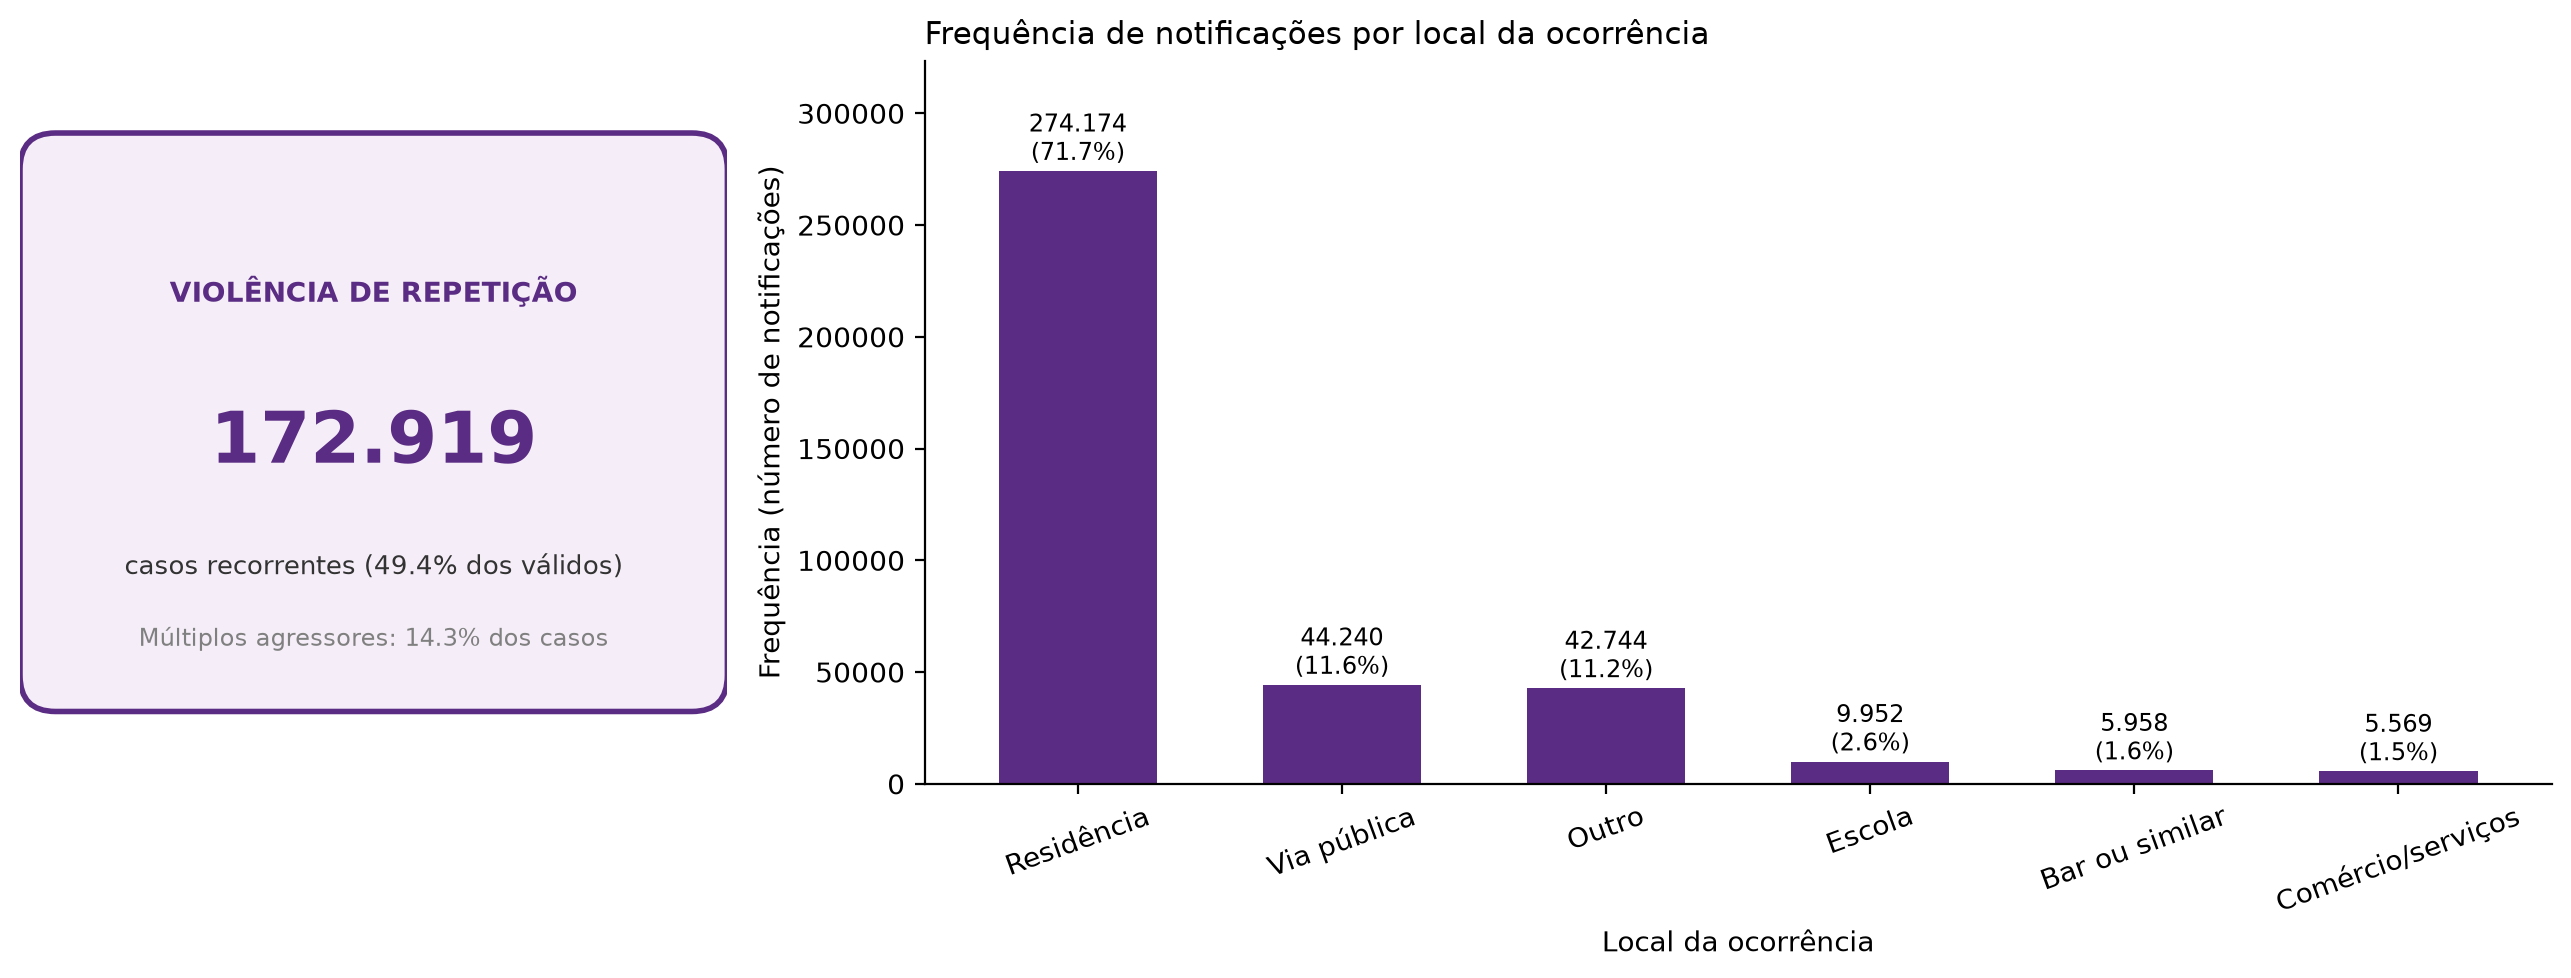 VIOLÊNCIA DE REPETIÇÃO
172.919
casos recorrentes (49.4% dos válidos)
Múltiplos agressores: 14.3% dos casos
Frequência de notificações por local da ocorrência
Frequência (número de notificações)
300000
250000
200000
150000
100000
50000
0
274.174
(71.7%)
44.240
(11.6%)
42.744
(11.2%)
9.952
(2.6%)
5.958
(1.6%)
5.569
(1.5%)
Residência
Via pública
Outro
Escola
Bar ou similar
Comércio/serviços
Local da ocorrência